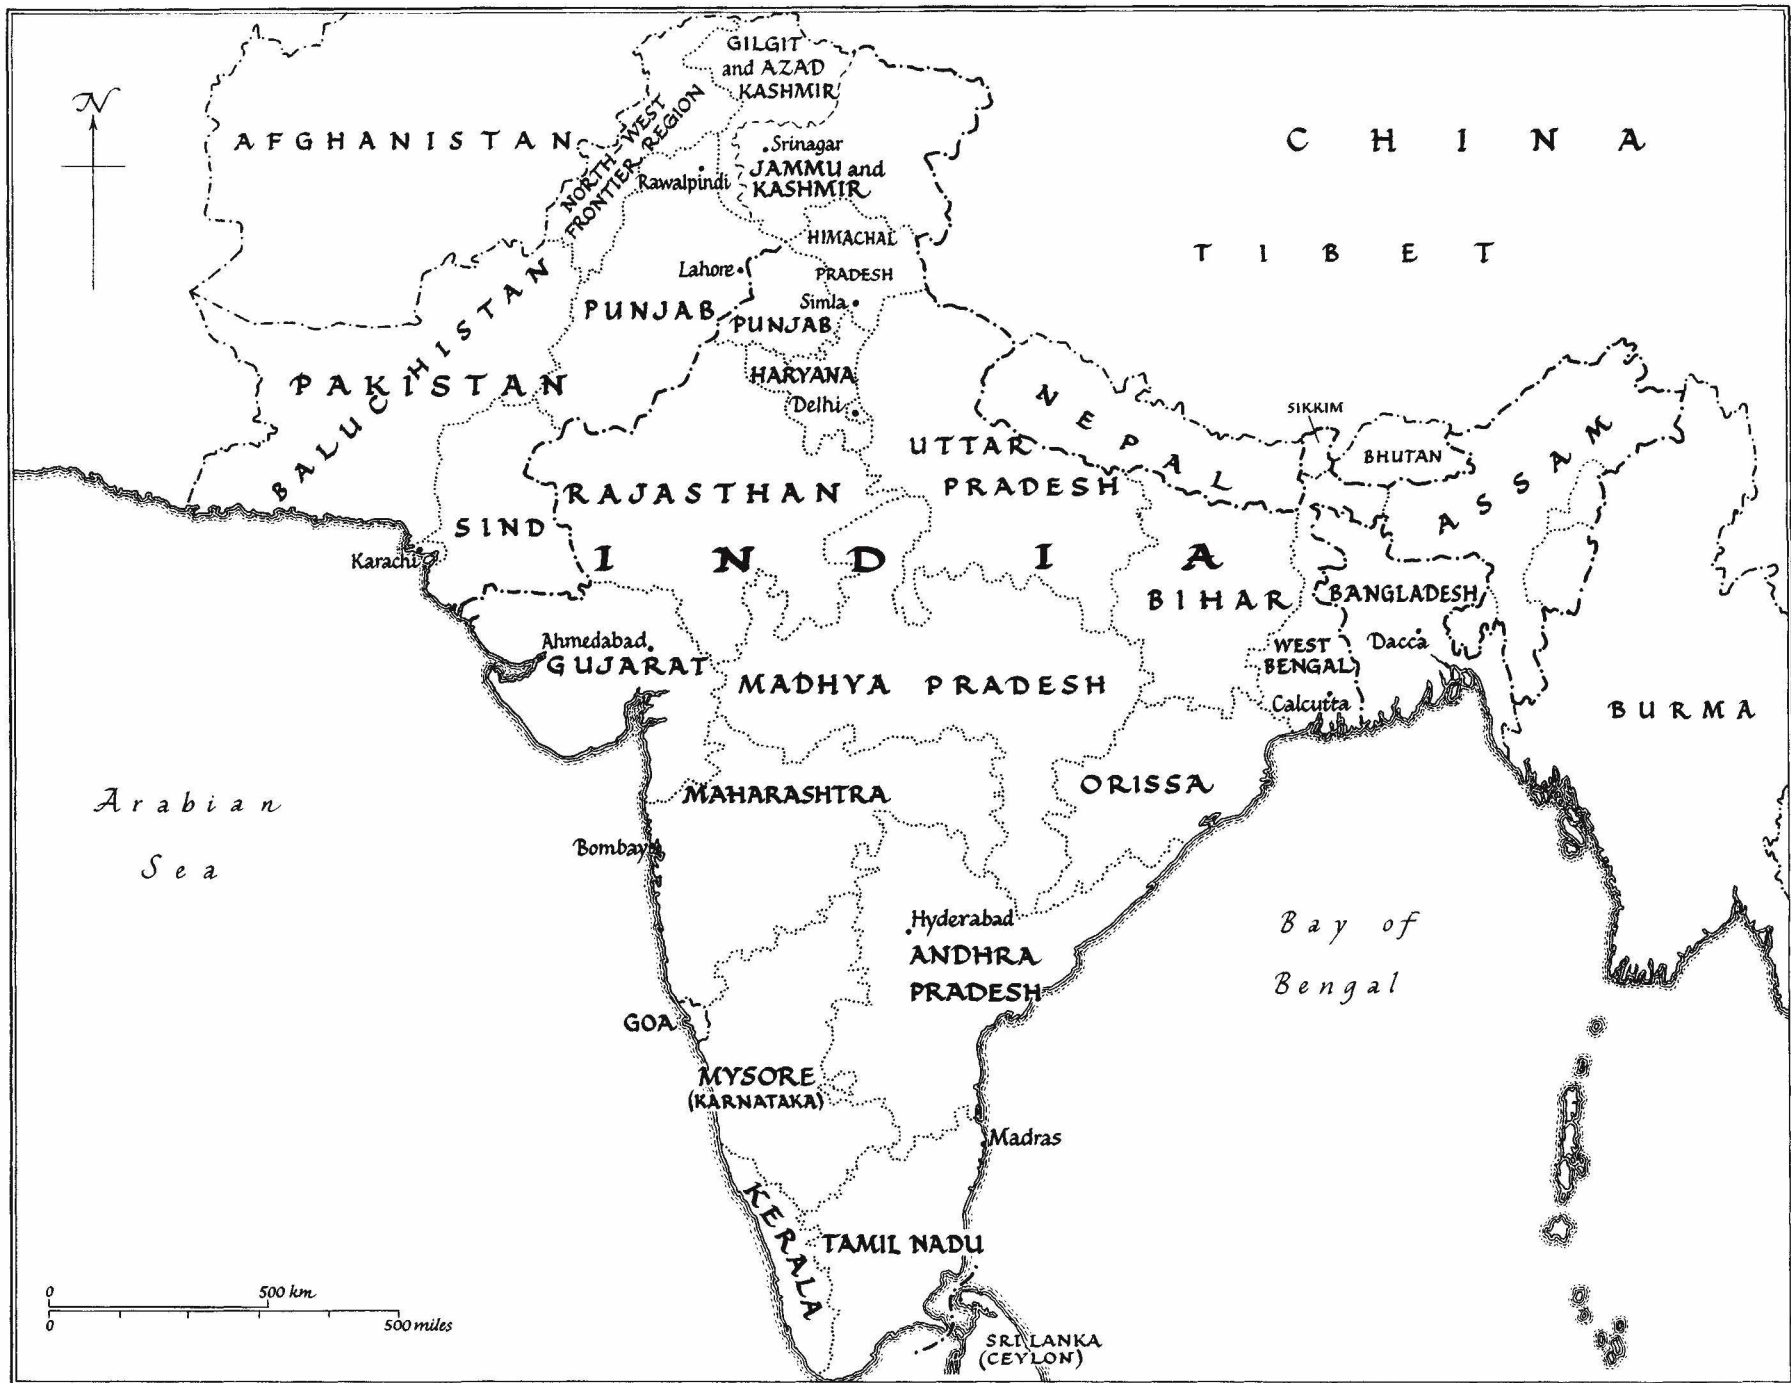 N
AFGHANISTAN
GILGIT
and AZAD
KASHMIR
NORTH-WEST
FRONTIER REGION
Srinagar
JAMMU and
KASHMIR
Rawalpindi
CHINA
TIBET
HIMACHAL
PRADESH
Lahore
Simla
PUNJAB
PUNJAB
BALUCHISTAN
PAKISTAN
HARYANA
Delhi
NEPAL
SIKKIM
BHUTAN
ASSAM
UTTAR
PRADESH
RAJASTHAN
SIND
Karachi
INDIA
BIHAR
BANGLADESH
Ahmedabad
GUJARAT
WEST
BENGAL
Dacca
MADHYA PRADESH
Calcutta
BURMA
Arabian
Sea
MAHARASHTRA
ORISSA
Bombay
Hyderabad
ANDHRA
PRADESH
Bay of
Bengal
GOA
MYSORE
(KARNATAKA)
Madras
KERALA
TAMIL NADU
0 500 km
0 500 miles
SRI LANKA
(CEYLON)